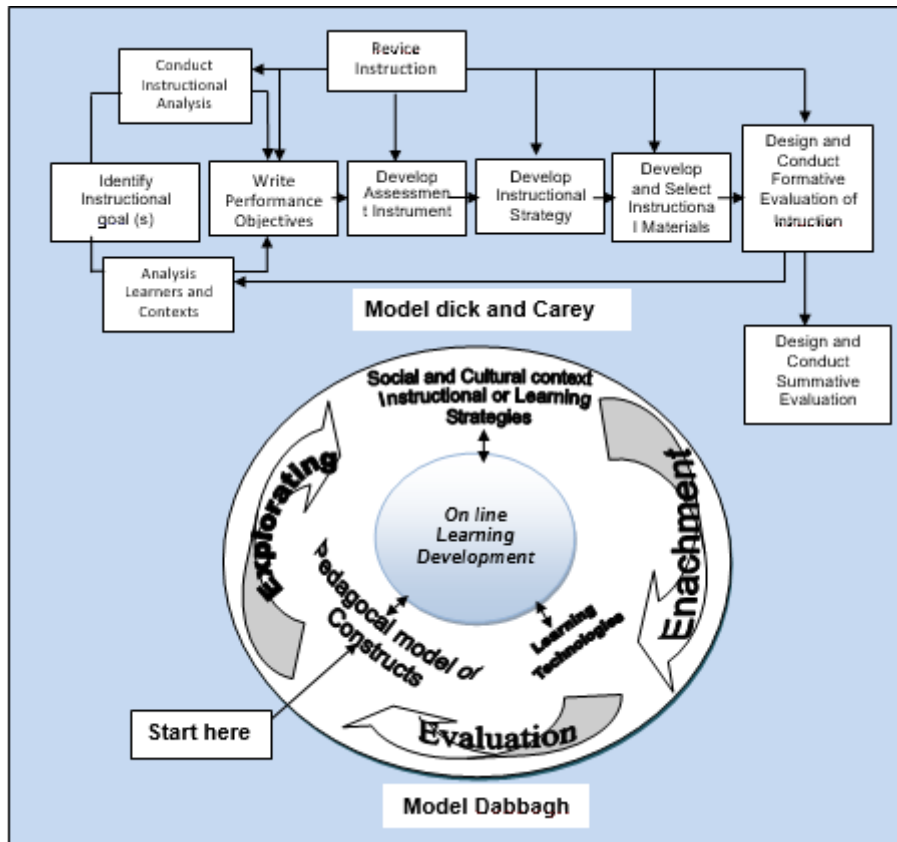 Revice
Instruction
Conduct
Instructional
Analysis
Identify
Instructional
goal (s)
Write
Performance
Objectives
Develop
Assessmen
t Instrument
Develop
Instructional
Strategy
Develop
and Select
Instructiona
l Materials
Design and
Conduct
Formative
Evaluation of
Instruction
Analysis
Learners and
Contexts
Model dick and Carey
Design and
Conduct
Summative
Evaluation
Social and Cultural context
Instructional or Learning
Strategies
Explorating
Enachment
On line
Learning
Development
Pedagocal model of
Constructs
Learning
Technologies
Start here
Evaluation
Model Dabbagh